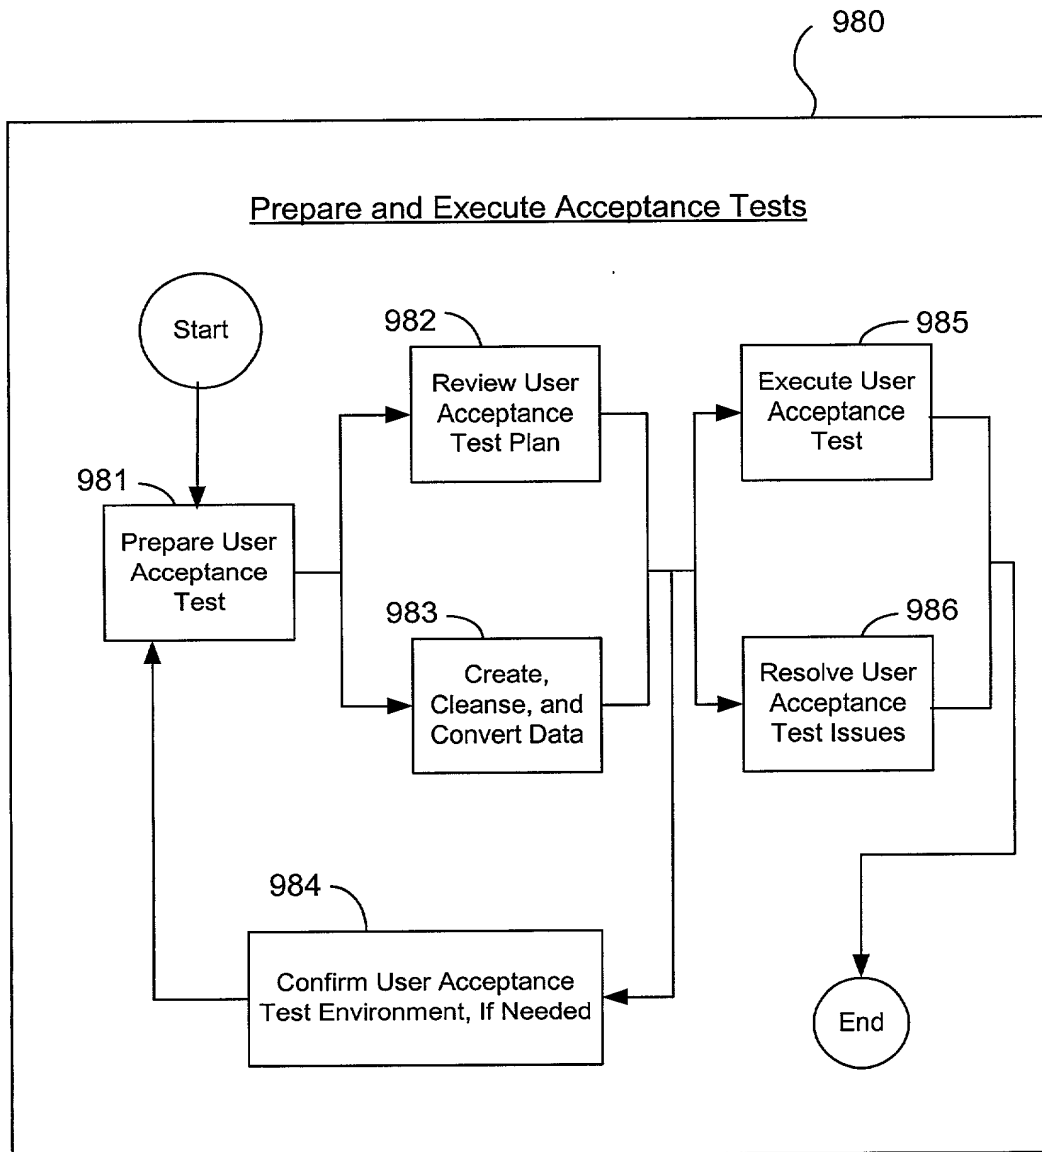 980
Prepare and Execute Acceptance Tests
Start
982
Review User
Acceptance
Test Plan
985
Execute User
Acceptance
Test
981
Prepare User
Acceptance
Test
983
Create,
Cleanse, and
Convert Data
986
Resolve User
Acceptance
Test Issues
984
Confirm User Acceptance
Test Environment, If Needed
End